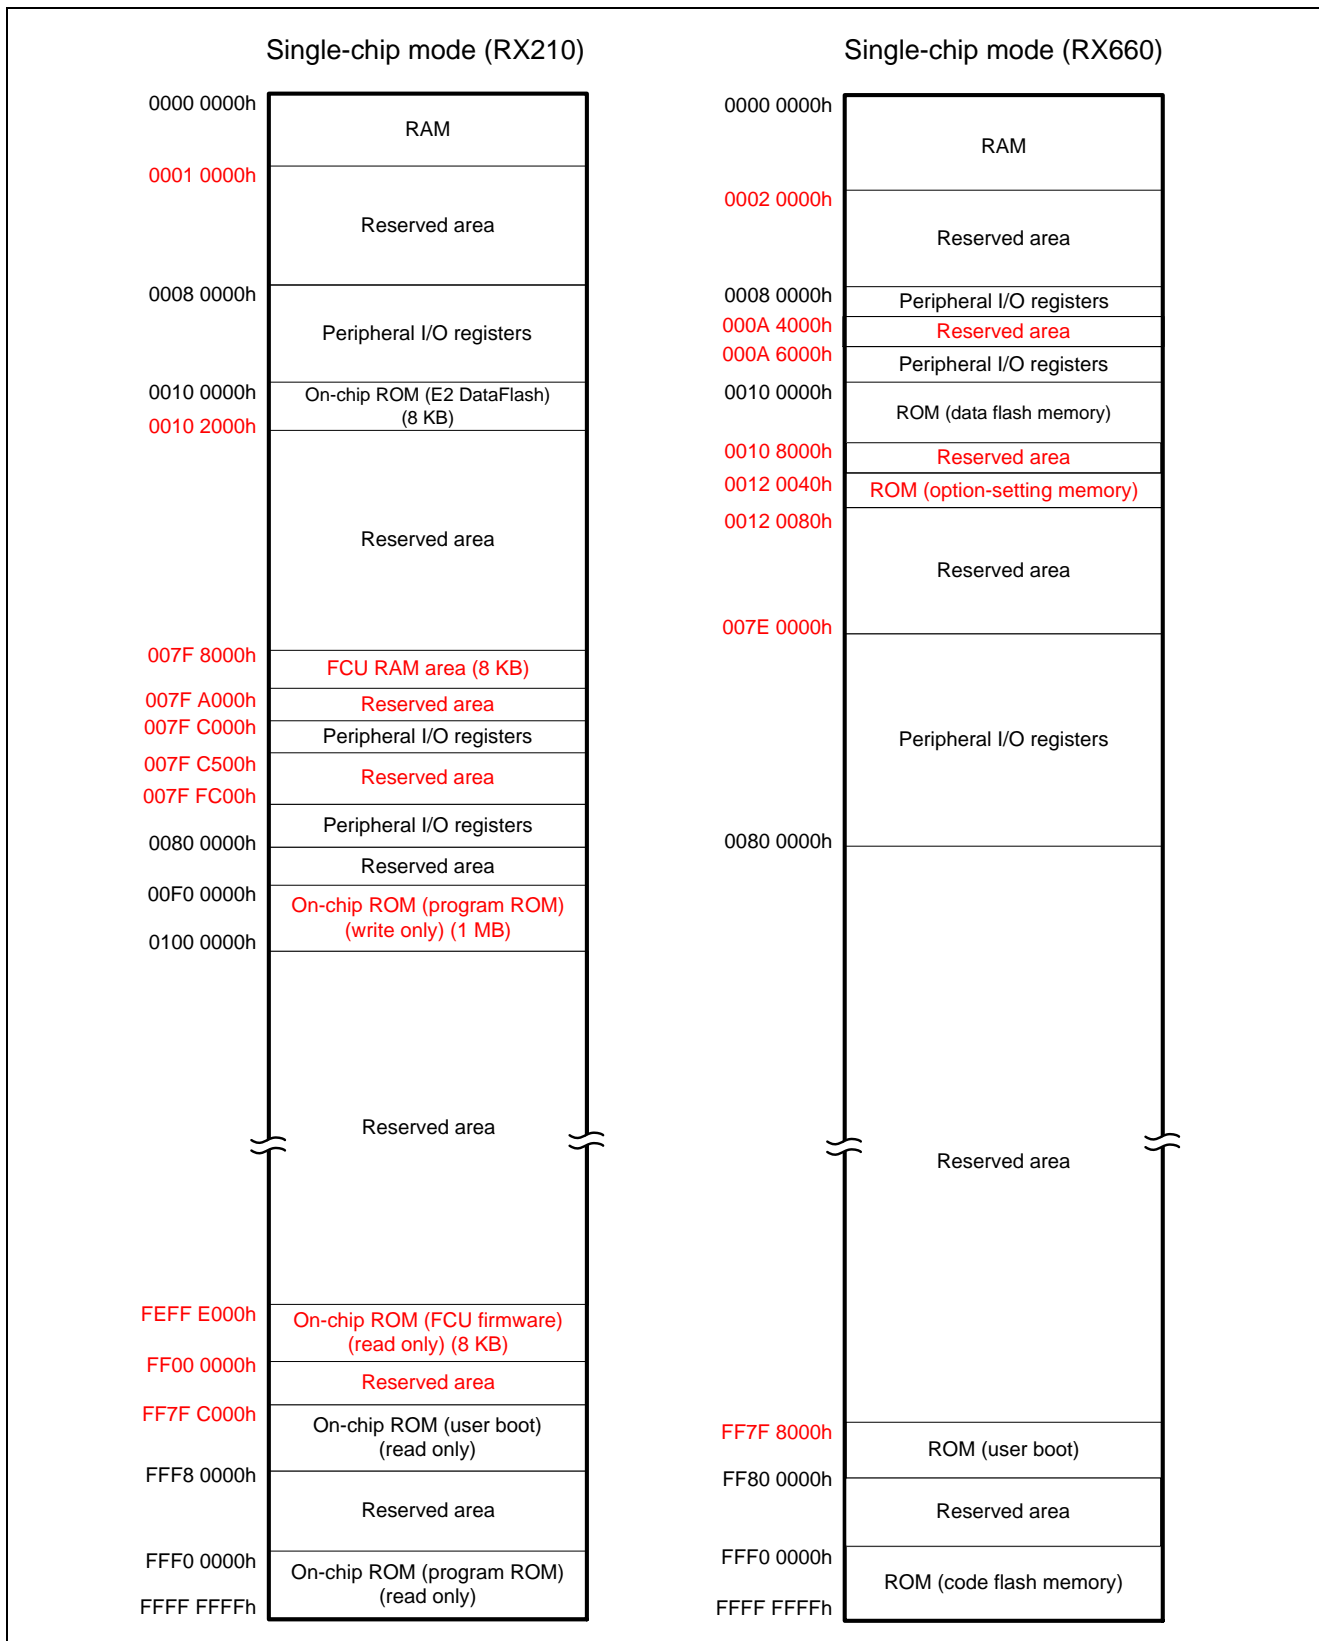 Single-chip mode (RX210)
0000 0000h
RAM
0001 0000h
Reserved area
0008 0000h
Peripheral I/O registers
0010 0000h
On-chip ROM (E2 DataFlash)
(8 KB)
0010 2000h
Reserved area
007F 8000h
FCU RAM area (8 KB)
007F A000h
Reserved area
007F C000h
Peripheral I/O registers
007F C500h
Reserved area
007F FC00h
Peripheral I/O registers
0080 0000h
Reserved area
00F0 0000h
On-chip ROM (program ROM)
(write only) (1 MB)
0100 0000h
Reserved area
FEFF E000h
On-chip ROM (FCU firmware)
(read only) (8 KB)
FF00 0000h
Reserved area
FF7F C000h
On-chip ROM (user boot)
(read only)
FFF8 0000h
Reserved area
FFF0 0000h
On-chip ROM (program ROM)
(read only)
FFFF FFFFh
Single-chip mode (RX660)
0000 0000h
RAM
0002 0000h
Reserved area
0008 0000h
Peripheral I/O registers
000A 4000h
Reserved area
000A 6000h
Peripheral I/O registers
0010 0000h
ROM (data flash memory)
0010 8000h
Reserved area
0012 0040h
ROM (option-setting memory)
0012 0080h
Reserved area
007E 0000h
Peripheral I/O registers
0080 0000h
Reserved area
FF7F 8000h
ROM (user boot)
FF80 0000h
Reserved area
FFF0 0000h
ROM (code flash memory)
FFFF FFFFh